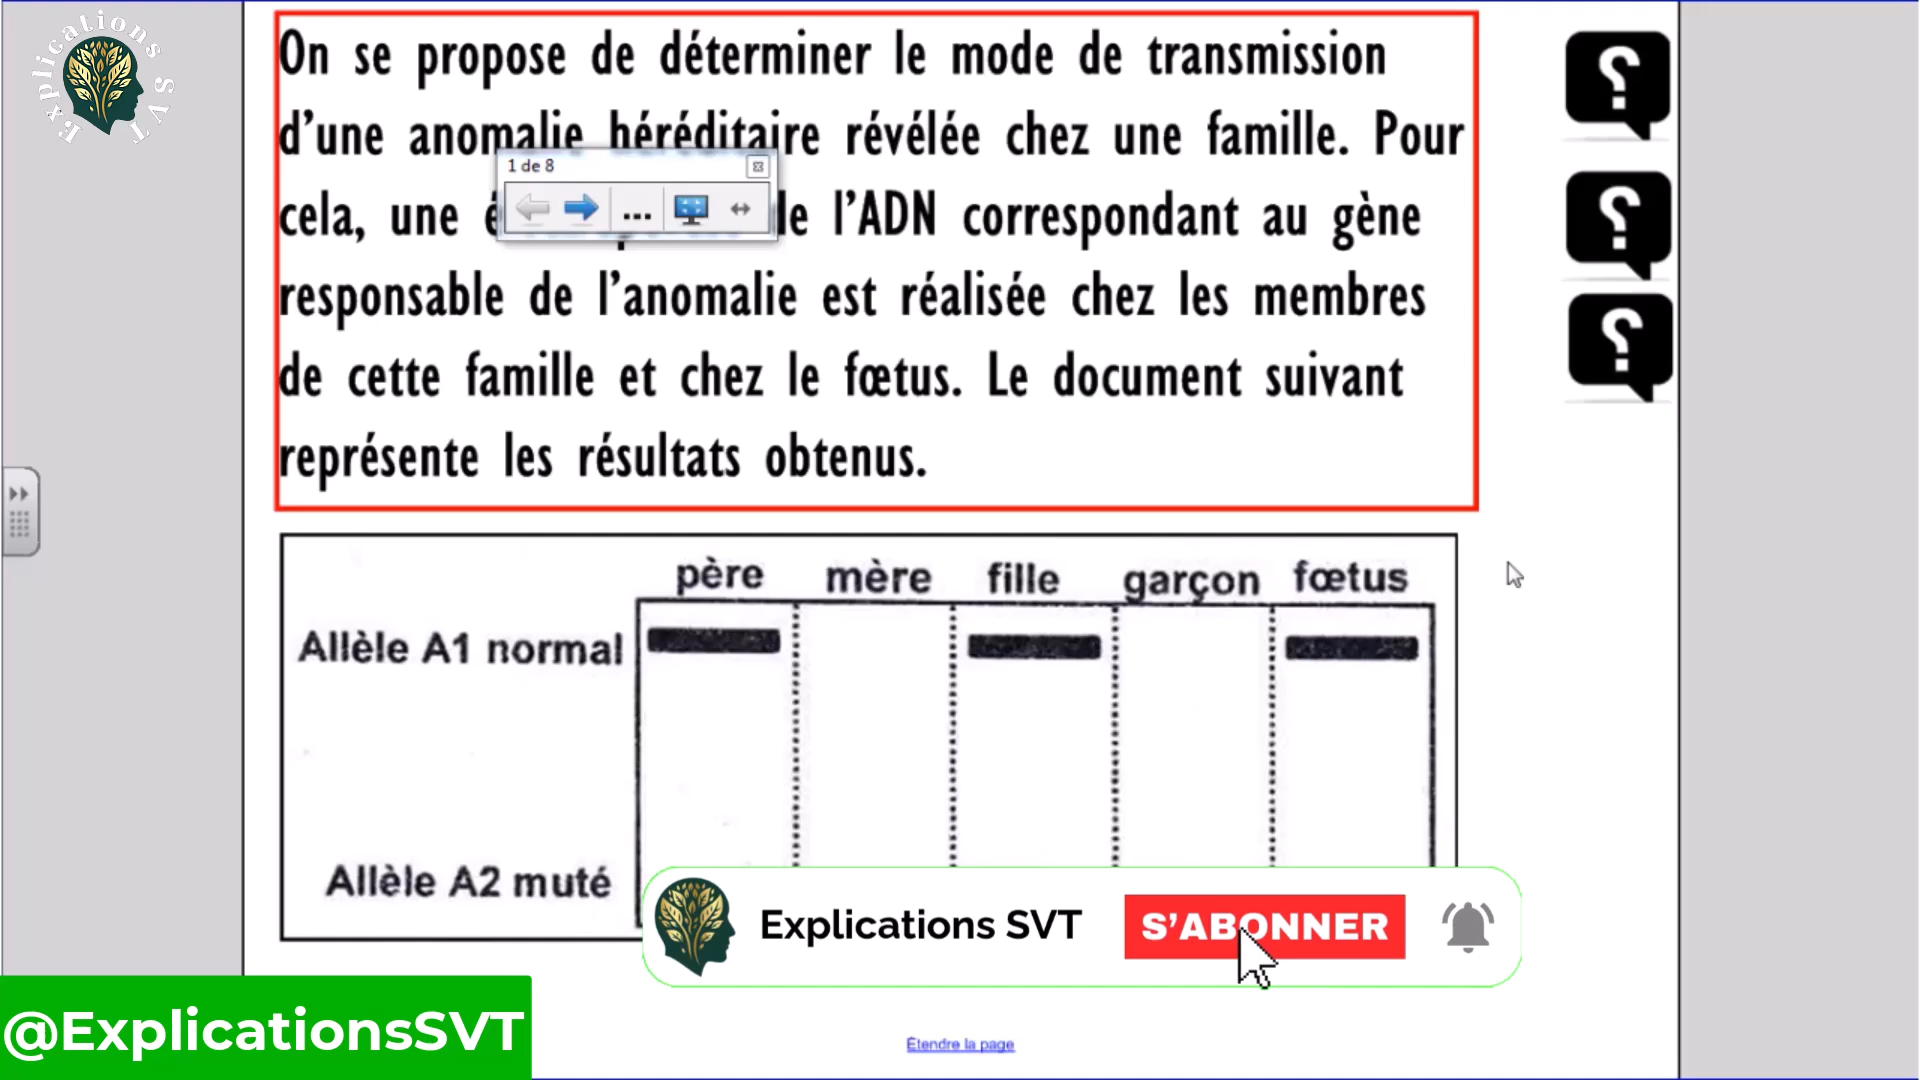 Explications SVT
On se propose de déterminer le mode de transmission
d'une anomalie héréditaire révélée chez une famille. Pour
1 de 8
cela, une de l'ADN correspondant au gène
responsable de l'anomalie est réalisée chez les membres
de cette famille et chez le fœtus. Le document suivant
représente les résultats obtenus.
père mère fille garçon fœtus
Allèle A1 normal
Allèle A2 muté
Explications SVT S'ABONNER
@ExplicationsSVT
Étendre la page